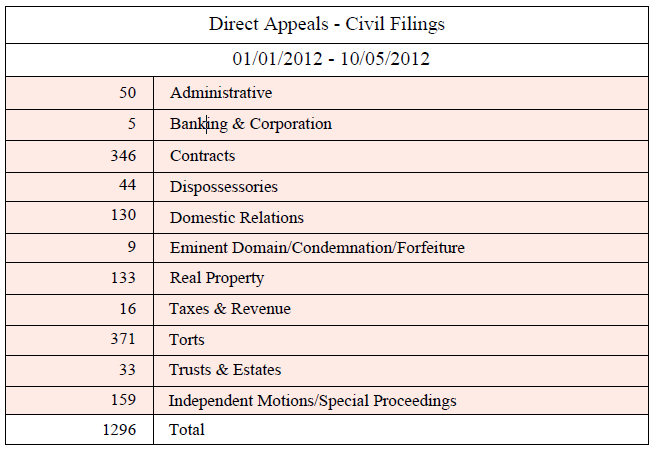 Direct Appeals - Civil Filings
01/01/2012 - 10/05/2012
50 Administrative
5 Banking & Corporation
346 Contracts
44 Dispossessories
130 Domestic Relations
9 Eminent Domain/Condemnation/Forfeiture
133 Real Property
16 Taxes & Revenue
371 Torts
33 Trusts & Estates
159 Independent Motions/Special Proceedings
1296 Total